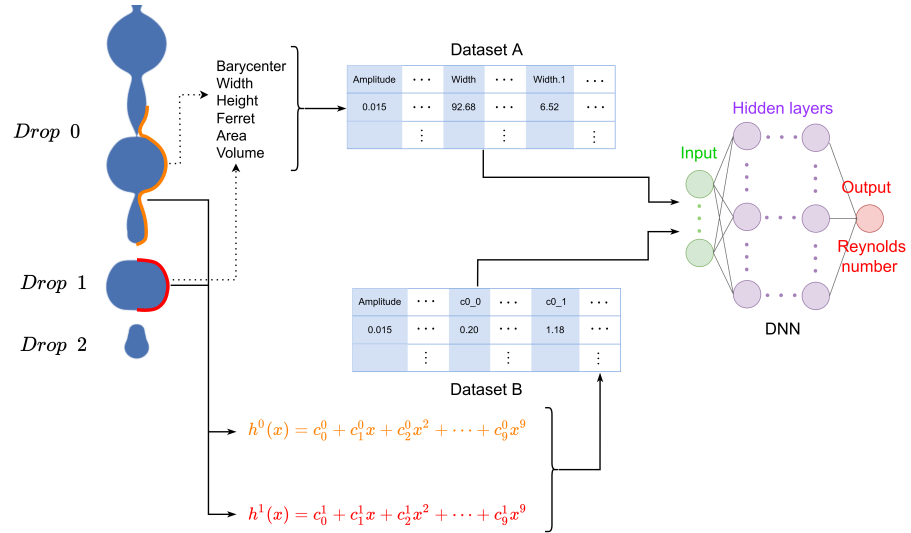 Drop 0
Drop 1
Drop 2
Barycenter
Width
Height
Ferret
Area
Volume
Dataset A
Amplitude ··· Width ··· Width.1 ···
0.015 ··· 92.68 ··· 6.52 ···
⋮ ⋮
Amplitude ··· c0_0 ··· c0_1 ···
0.015 ··· 0.20 ··· 1.18 ···
⋮ ⋮
Dataset B
h^0(x) = c_0^0 + c_1^0 x + c_2^0 x^2 + ··· + c_9^0 x^9
h^1(x) = c_0^1 + c_1^1 x + c_2^1 x^2 + ··· + c_9^1 x^9
Hidden layers
Input
Output
Reynolds
number
DNN